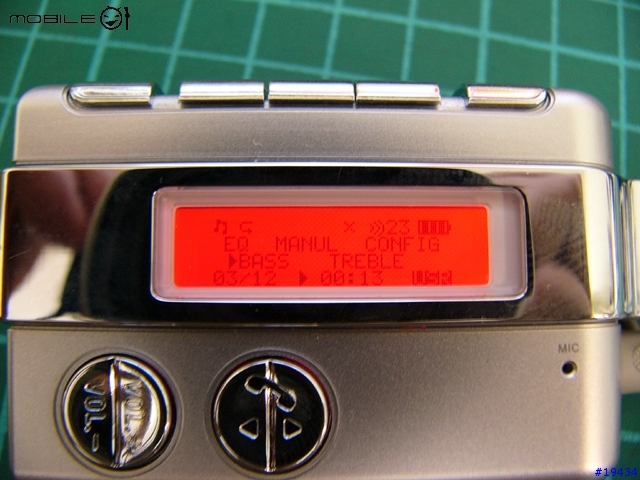 MOBILE
× 23
EQ MANUL CONFIG
BASS TREBLE
03/12 00:13
MIC
VOL.- VOL.
#19434